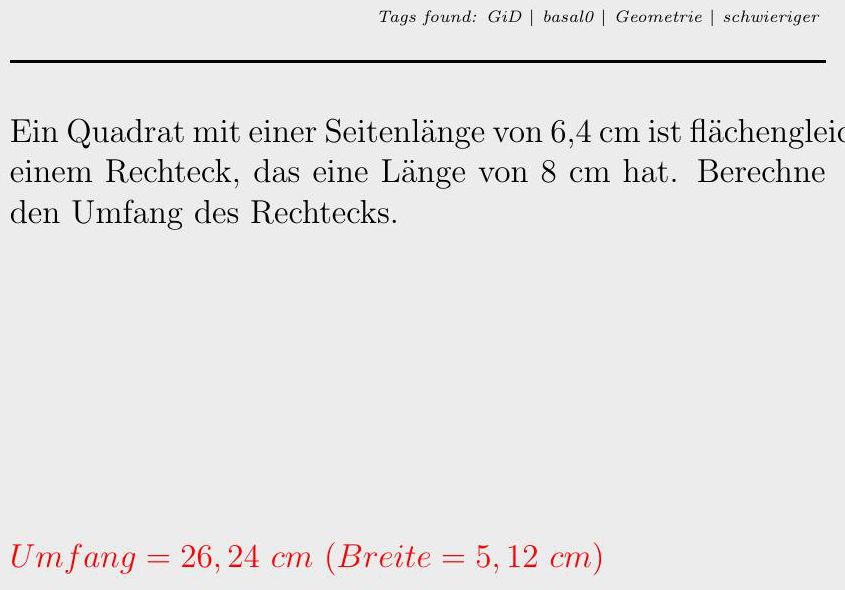 Tags found: GiD | basal0 | Geometrie | schwieriger
Ein Quadrat mit einer Seitenlänge von 6,4 cm ist
einem Rechteck, das eine Länge von 8 cm hat. Berechne
den Umfang des Rechtecks.
Umfang = 26, 24 cm (Breite = 5, 12 cm)